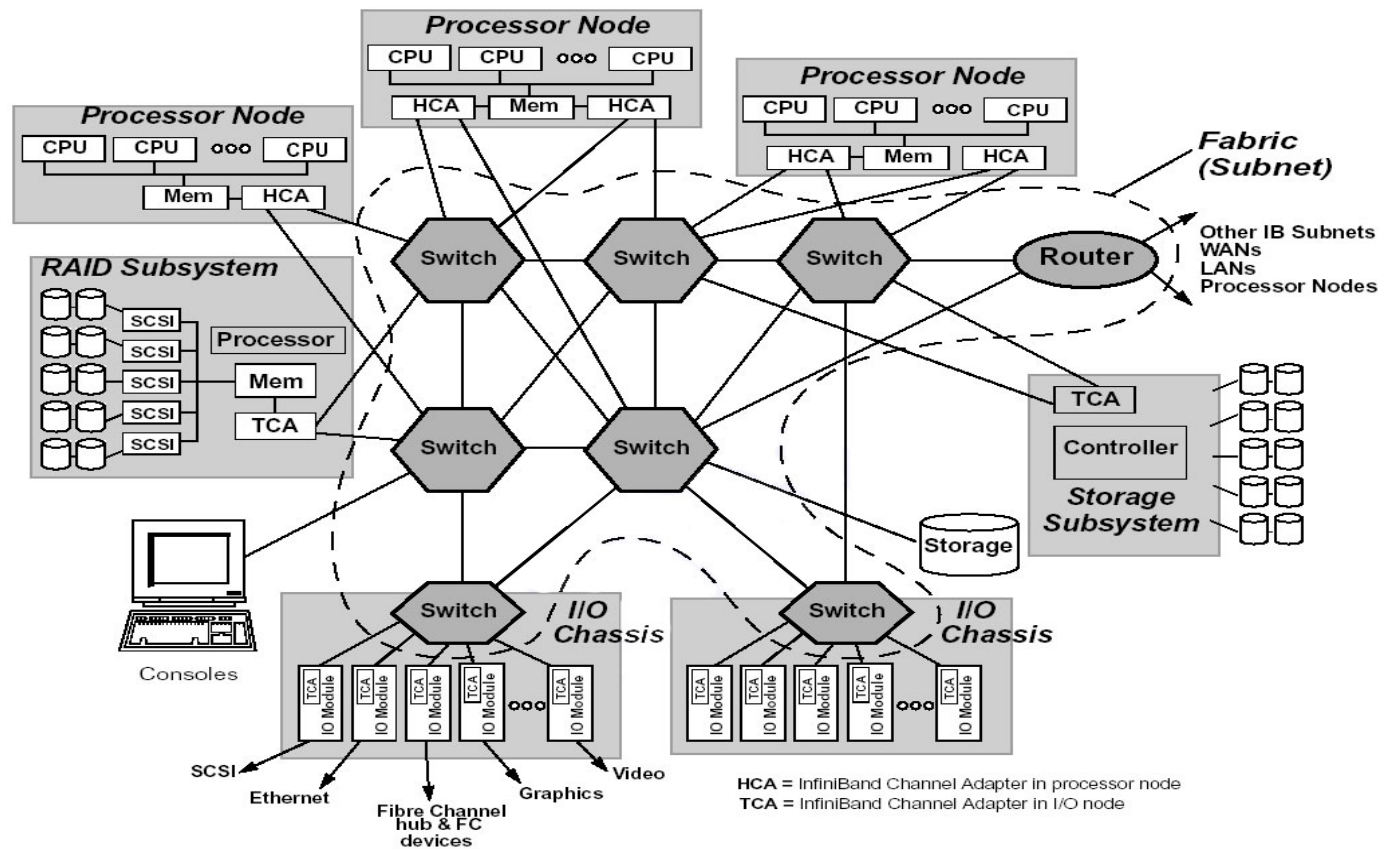 Processor Node
CPU CPU CPU
HCA Mem HCA
Processor Node
CPU CPU CPU
HCA Mem HCA
Processor Node
CPU CPU CPU
Mem HCA
Fabric
(Subnet)
Switch Switch Switch Router
Other IB Subnets
WANs
LANs
Processor Nodes
RAID Subsystem
SCSI
SCSI
SCSI
SCSI
SCSI
Processor
Mem
TCA
Switch Switch
TCA
Controller
Storage
Subsystem
Storage
Consoles
Switch
I/O
Chassis
TCA IO Module
TCA IO Module
TCA IO Module
TCA IO Module
TCA IO Module
SCSI
Ethernet
Fibre Channel
hub & FC
devices
Graphics
Video
Switch
I/O
Chassis
TCA IO Module
TCA IO Module
TCA IO Module
TCA IO Module
TCA IO Module
HCA = InfiniBand Channel Adapter in processor node
TCA = InfiniBand Channel Adapter in I/O node